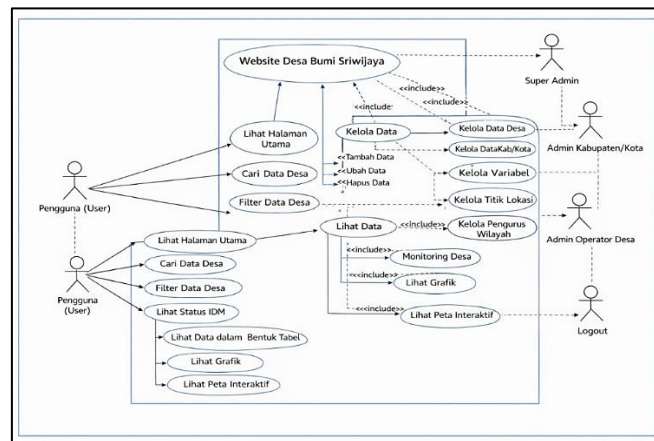 Website Desa Bumi Sriwijaya
Super Admin
<<include>>
<<include>>
<<include:
Lihat Halaman
Utama
Kelola Data
Kelola Data Desa
Admin Kabupaten/Kota
Kelola DataKab/Kota
<<Tambah Data
<<Ubah Data
<<Hapus Data
Cari Data Desa
Kelola Variabel
Pengguna (User)
Filter Data Desa
Kelola Titik Lokasi
Lihat Data
<<include>>
Kelola Pengurus
Wilayah
Admin Operator Desa
Lihat Halaman Utama
<<include>>
Monitoring Desa
Cari Data Desa
<<include>>
Lihat Grafik
Filter Data Desa
Pengguna
(User)
Lihat Status IDM
<<<include>>
Lihat Peta Interaktif
Logout
Lihat Data dalam Bentuk Tabel
Lihat Grafik
Lihat Peta Interaktif